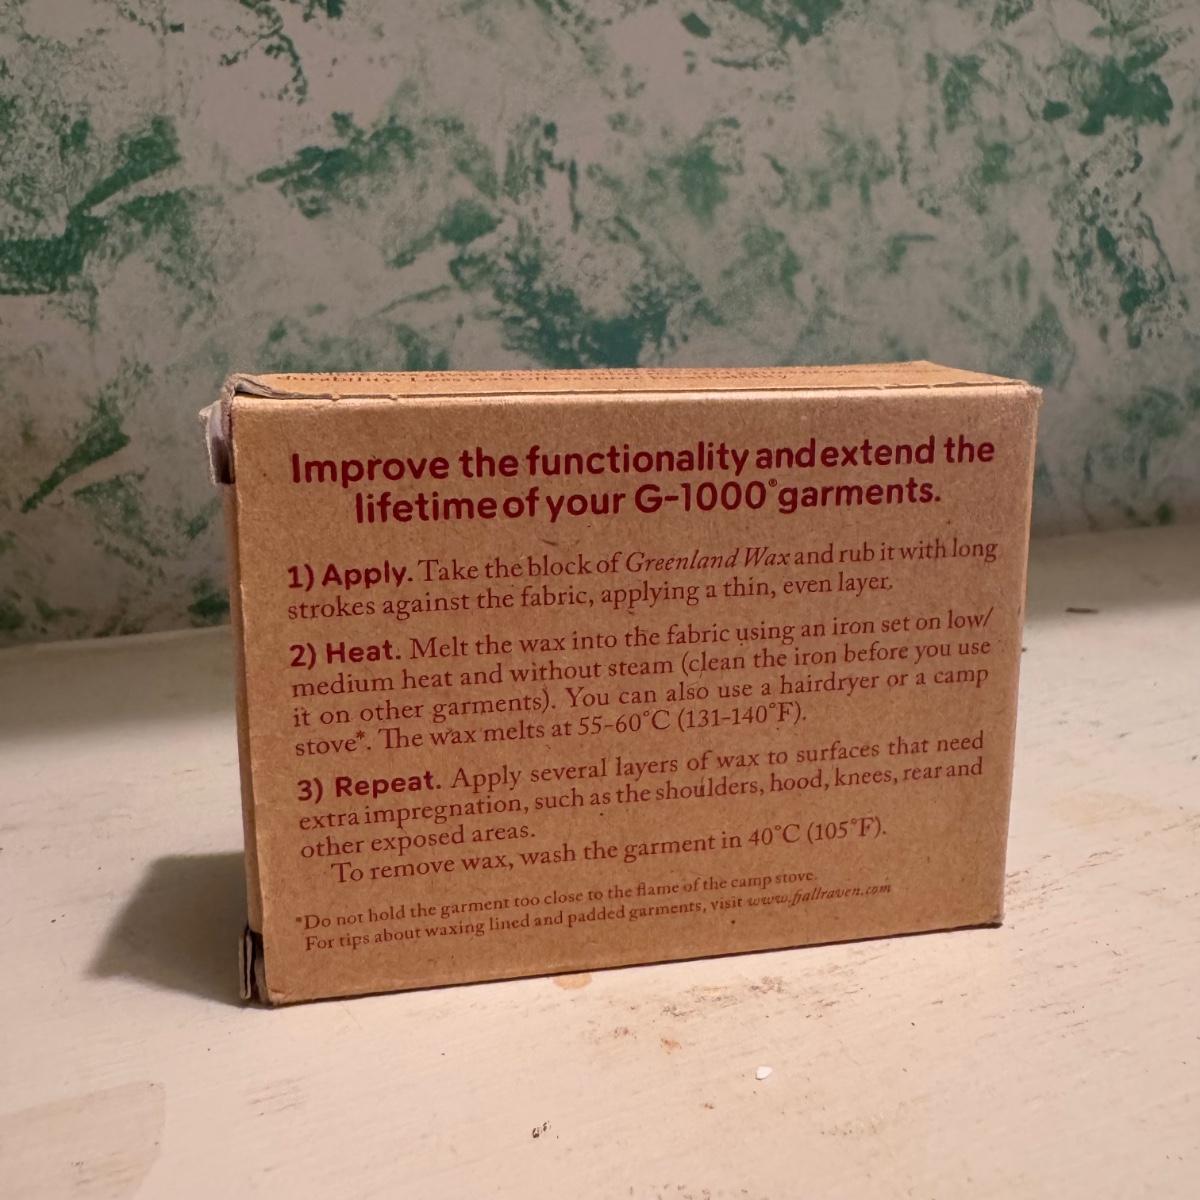 durability.
Improve the functionality and extend the
lifetime of your G-1000® garments.
1) Apply. Take the block of Greenland Wax and rub it with long
strokes against the fabric, applying a thin, even layer.
2) Heat. Melt the wax into the fabric using an iron set on low/
medium heat and without steam (clean the iron before you use
it on other garments). You can also use a hairdryer or a camp
stove*. The wax melts at 55-60°C (131-140°F).
3) Repeat. Apply several layers of wax to surfaces that need
extra impregnation, such as the shoulders, hood, knees, rear and
other exposed areas.
To remove wax, wash the garment in 40°C (105°F).
*Do not hold the garment too close to the flame of the camp stove.
For tips about waxing lined and padded garments, visit www.fjallraven.com